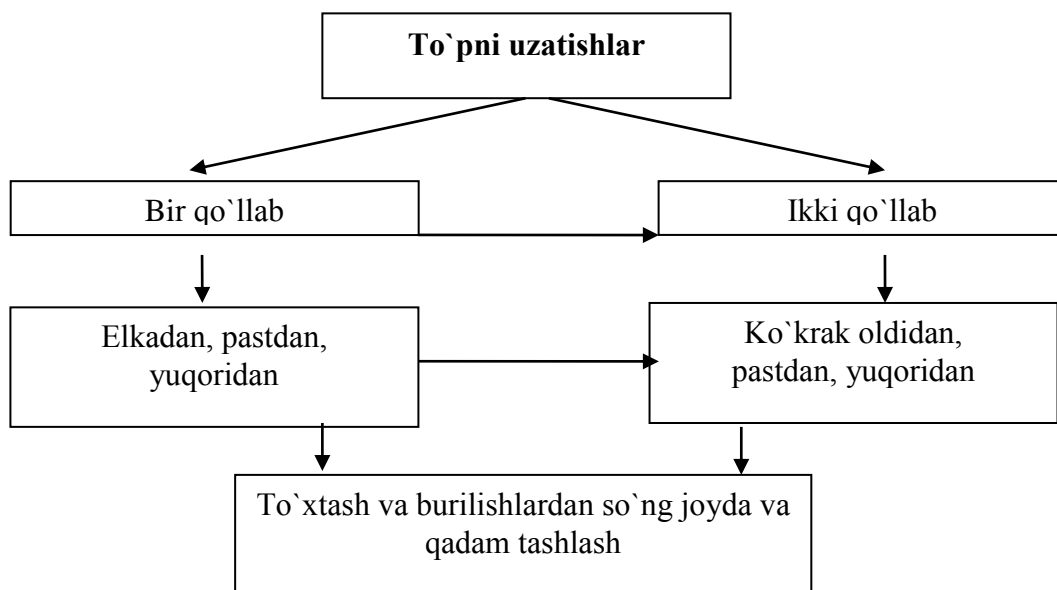 To`pni uzatishlar
Bir qo`llab
Ikki qo`llab
Elkadan, pastdan,
yuqoridan
Ko`krak oldidan,
pastdan, yuqoridan
To`xtash va burilishlardan so`ng joyda va
qadam tashlash